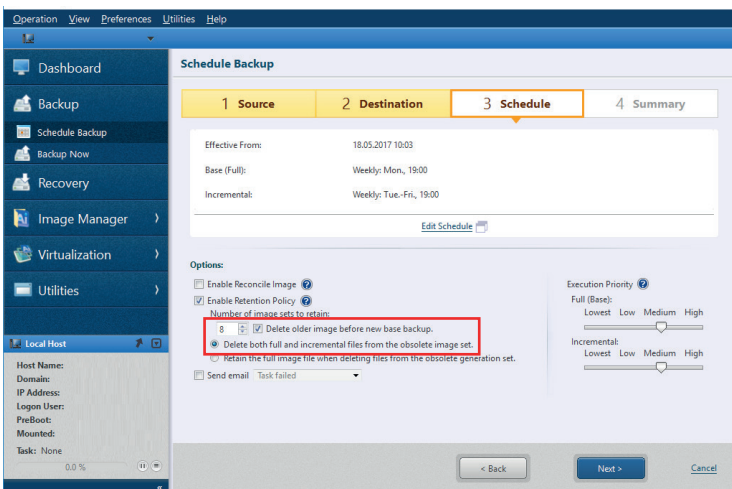 Operation View Preferences Utilities Help
Dashboard
Backup
Schedule Backup
Backup Now
Recovery
Image Manager
Virtualization
Utilities
Local Host
Host Name:
Domain:
IP Address:
Logon User:
PreBoot:
Mounted:
Task: None
0.0 %
Schedule Backup
1 Source
2 Destination
3 Schedule
4 Summary
Effective From: 18.05.2017 10:03
Base (Full): Weekly: Mon., 19:00
Incremental: Weekly: Tue.-Fri., 19:00
Edit Schedule
Options:
Enable Reconcile Image ?
Enable Retention Policy ?
Number of image sets to retain:
8 Delete older image before new base backup.
Delete both full and incremental files from the obsolete image set.
Retain the full image file when deleting files from the obsolete generation set.
Send email Task failed
Execution Priority ?
Full (Base):
Lowest Low Medium High
Incremental:
Lowest Low Medium High
< Back
Next >
Cancel